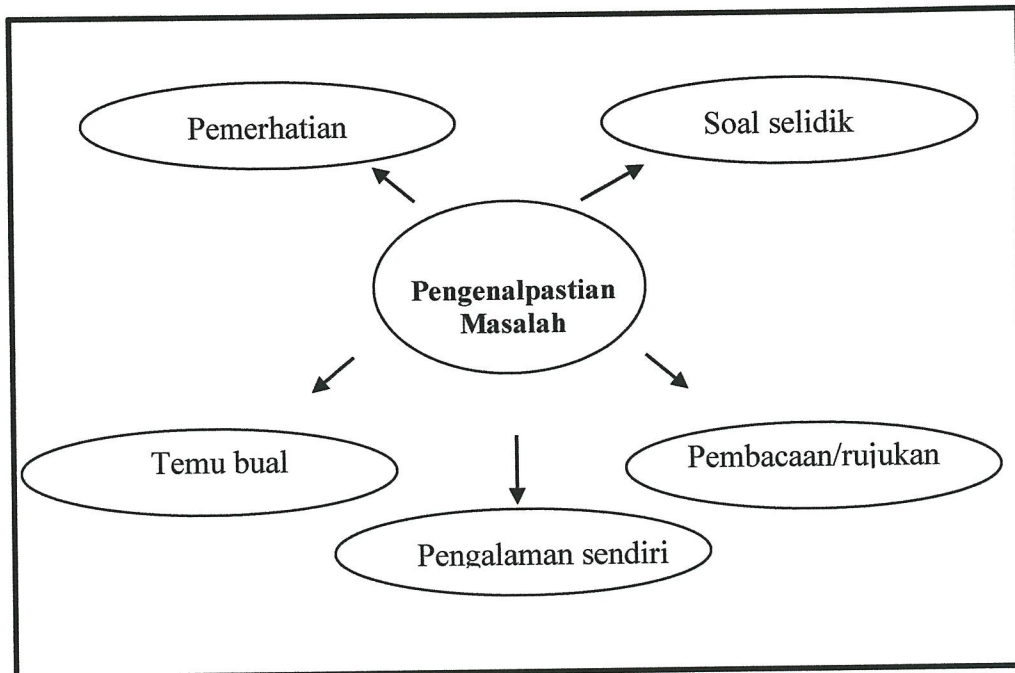 Pemerhatian
Soal selidik
Pengenalpastian
Masalah
Temu bual
Pembacaan/rujukan
Pengalaman sendiri